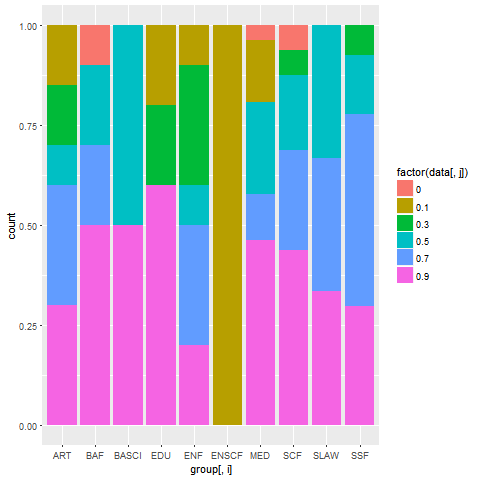 1.00
0.75
0.50
0.25
0.00
count
ART BAF BASCI EDU ENF ENSCF MED SCF SLAW SSF
group[, i]
factor(data[, j])
0
0.1
0.3
0.5
0.7
0.9